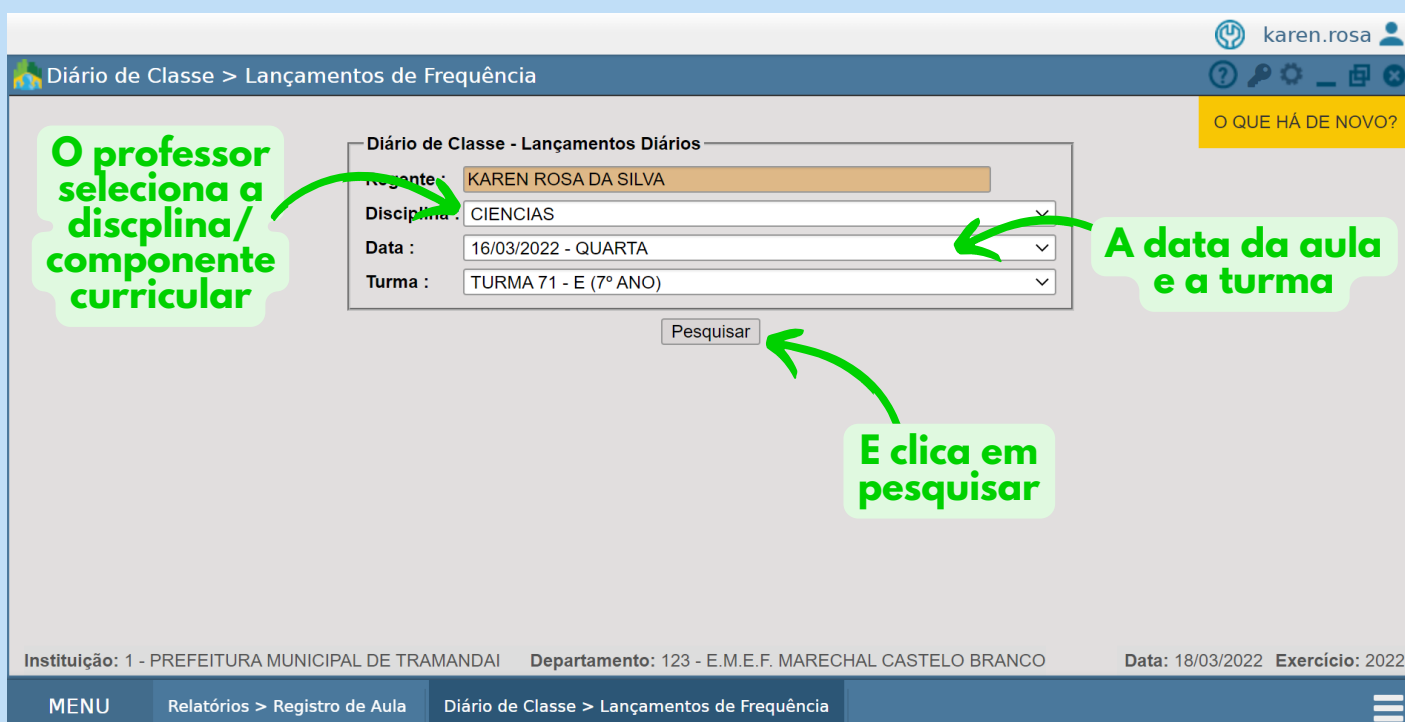 karen.rosa
Diário de Classe > Lançamentos de Frequência
O QUE HÁ DE NOVO?
O professor
seleciona a
discplina/
componente
curricular
Diário de Classe - Lançamentos Diários
Regente : KAREN ROSA DA SILVA
Disciplina : CIENCIAS
Data : 16/03/2022 - QUARTA
Turma : TURMA 71 - E (7º ANO)
A data da aula
e a turma
Pesquisar
E clica em
pesquisar
Instituição: 1 - PREFEITURA MUNICIPAL DE TRAMANDAI Departamento: 123 - E.M.E.F. MARECHAL CASTELO BRANCO Data: 18/03/2022 Exercício: 2022
MENU Relatórios > Registro de Aula Diário de Classe > Lançamentos de Frequência